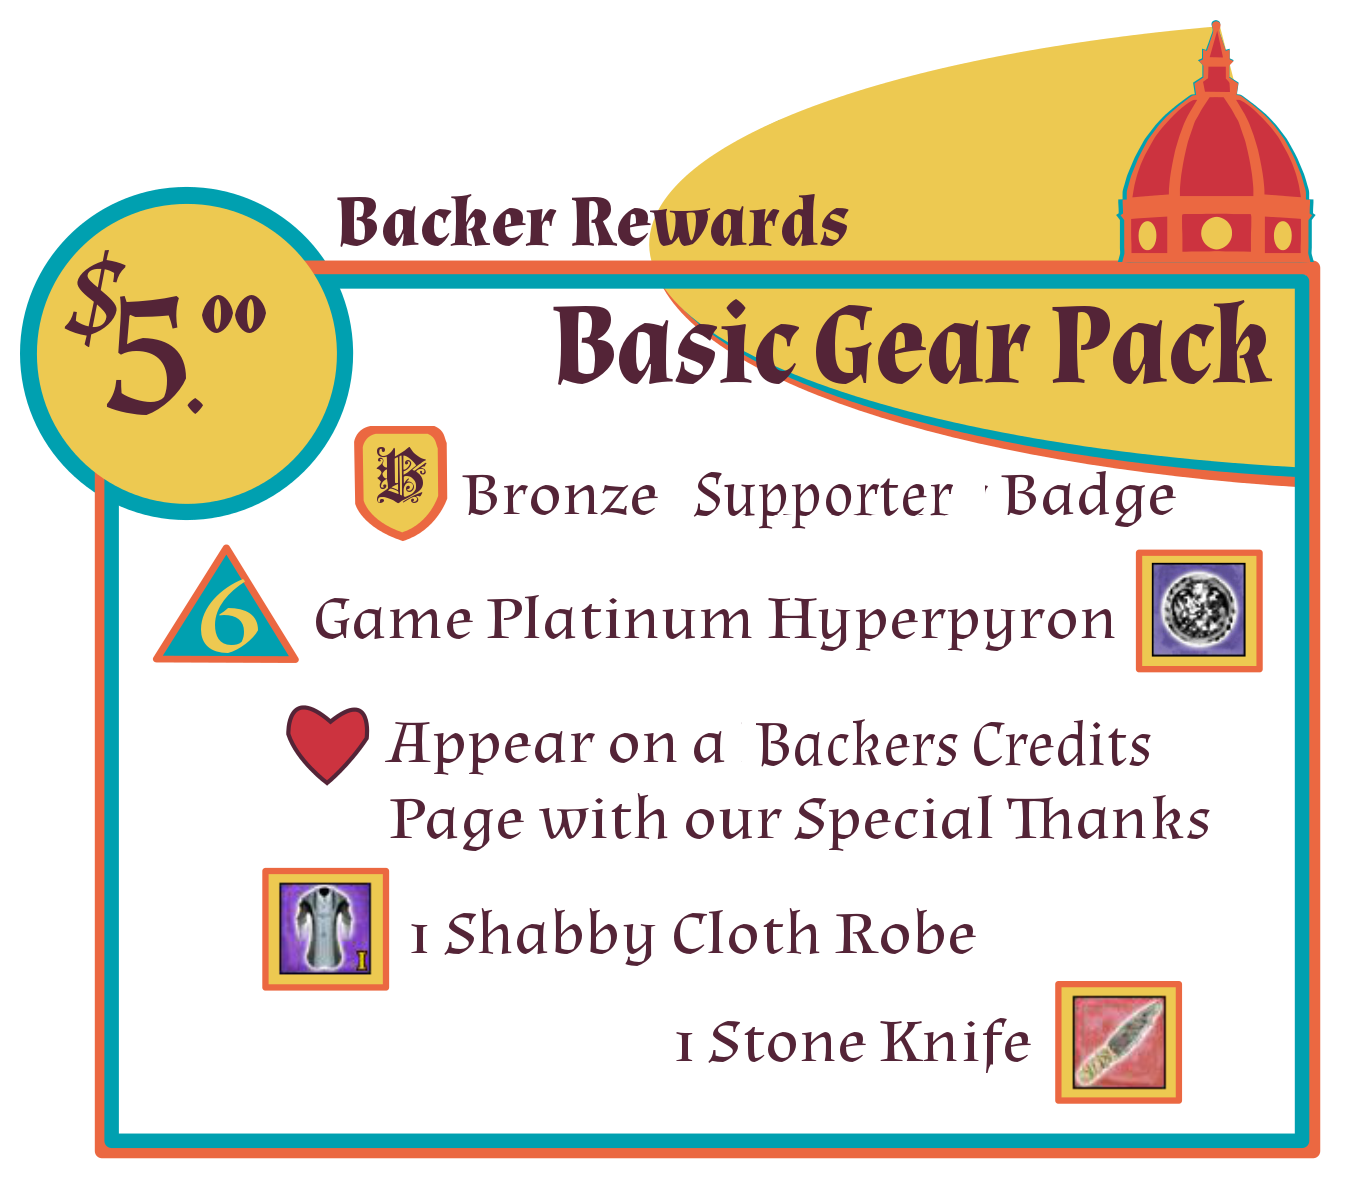 Backer Rewards
$5.00
Basic Gear Pack
B Bronze Supporter Badge
6 Game Platinum Hyperpyron
Appear on a Backers Credits
Page with our Special Thanks
I
1 Shabby Cloth Robe
1 Stone Knife